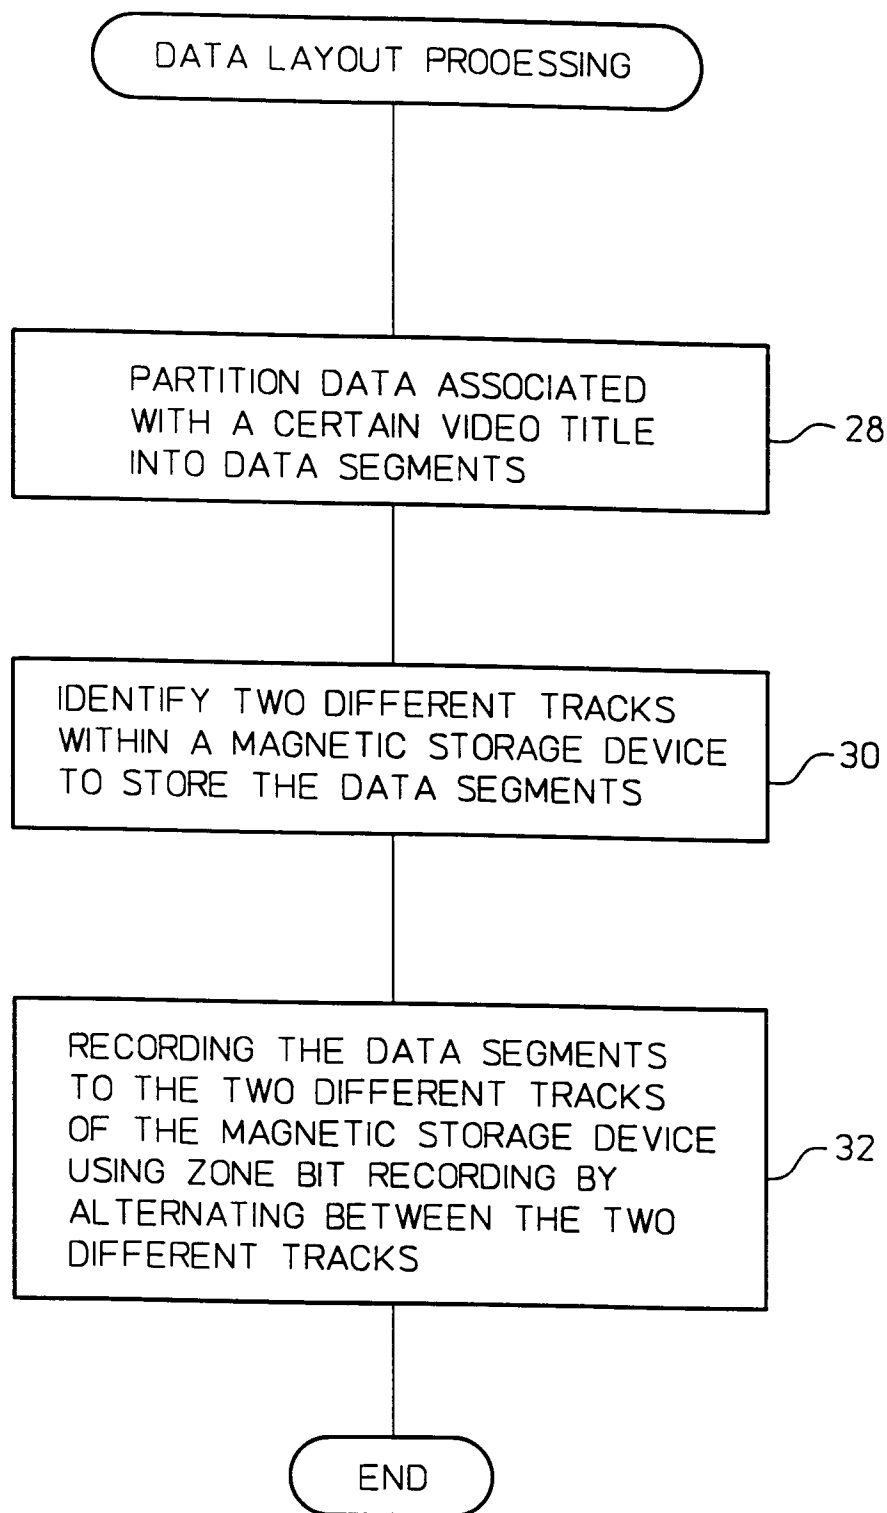 DATA LAYOUT PROOESSING
PARTITION DATA ASSOCIATED
WITH A CERTAIN VIDEO TITLE
INTO DATA SEGMENTS
28
IDENTIFY TWO DIFFERENT TRACKS
WITHIN A MAGNETIC STORAGE DEVICE
TO STORE THE DATA SEGMENTS
30
RECORDING THE DATA SEGMENTS
TO THE TWO DIFFERENT TRACKS
OF THE MAGNETIC STORAGE DEVICE
USING ZONE BIT RECORDING BY
ALTERNATING BETWEEN THE TWO
DIFFERENT TRACKS
32
END